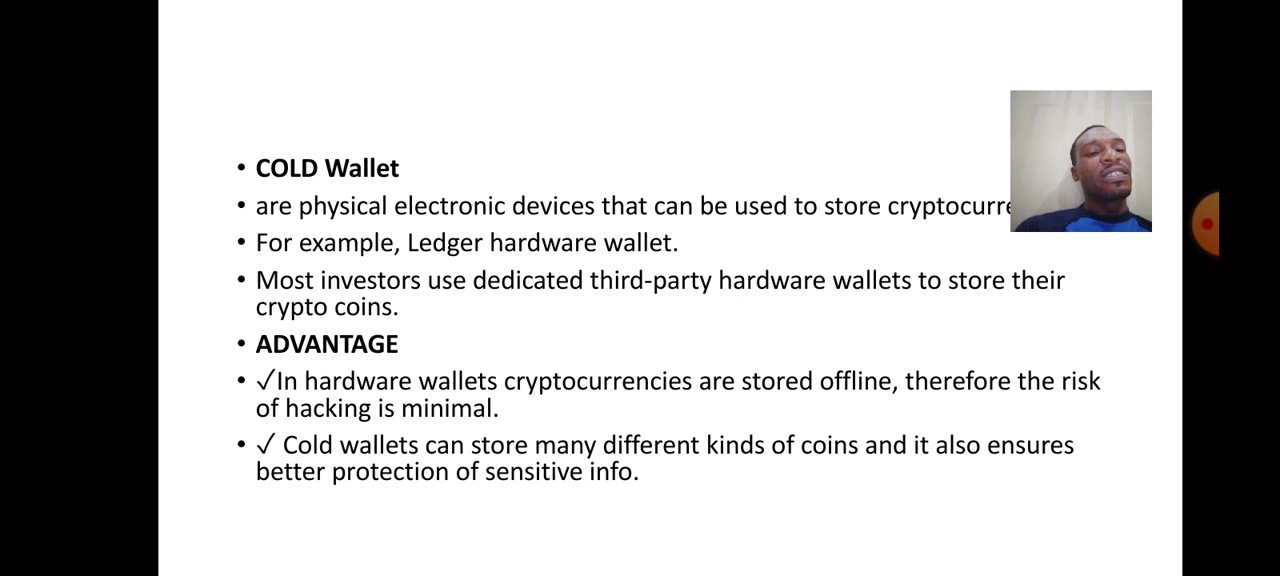 • COLD Wallet
• are physical electronic devices that can be used to store
• For example, Ledger hardware wallet.
• Most investors use dedicated third-party hardware wallets to store their
crypto coins.
• ADVANTAGE
• ✓In hardware wallets cryptocurrencies are stored offline, therefore the risk
of hacking is minimal.
• ✓ Cold wallets can store many different kinds of coins and it also ensures
better protection of sensitive info.